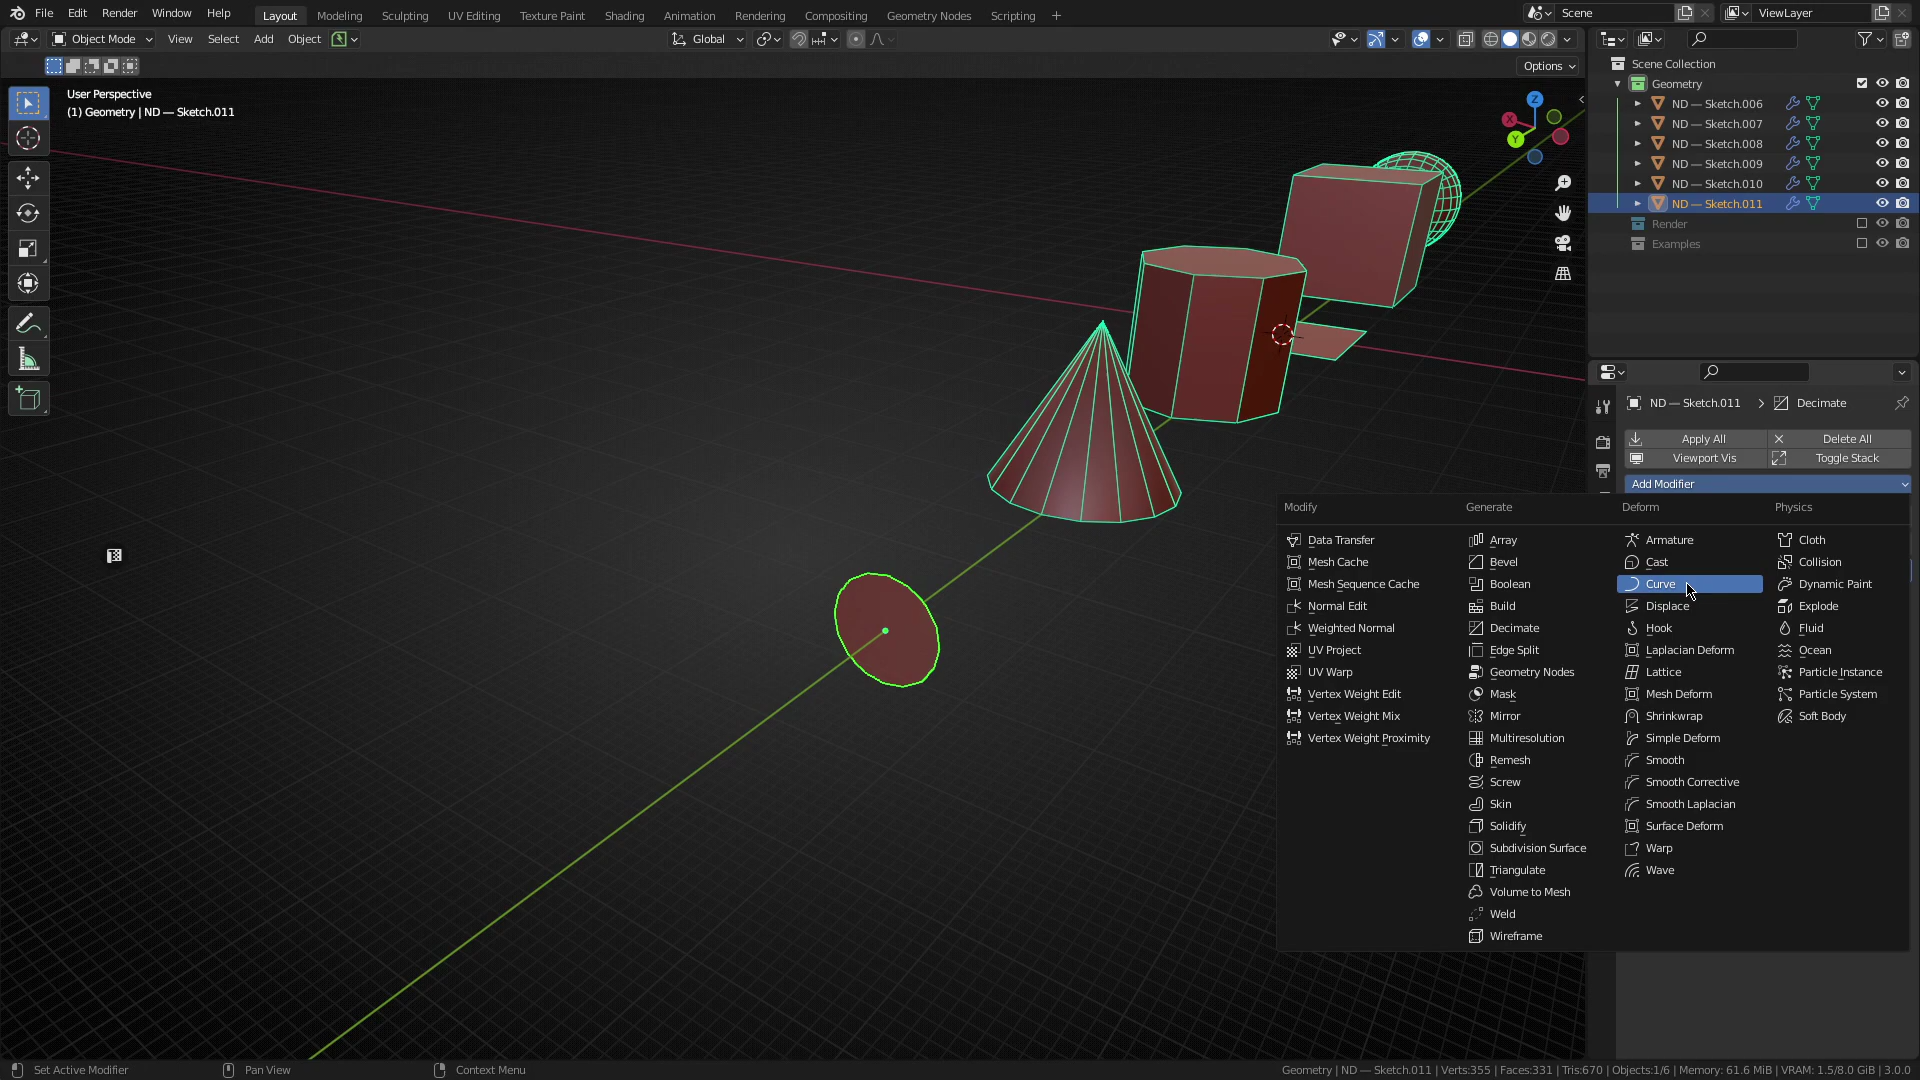 File Edit Render Window Help Layout Modeling Sculpting UV Editing Texture Paint Shading Animation Rendering Compositing Geometry Nodes Scripting + Scene ViewLayer
Object Mode View Select Add Object Global
Options
User Perspective
(1) Geometry | ND — Sketch.011
Z
X
Y
Scene Collection
Geometry
ND — Sketch.006
ND — Sketch.007
ND — Sketch.008
ND — Sketch.009
ND — Sketch.010
ND — Sketch.011
Render
Examples
ND — Sketch.011 > Decimate
Apply All Delete All
Viewport Vis Toggle Stack
Add Modifier
Modify
Data Transfer
Mesh Cache
Mesh Sequence Cache
Normal Edit
Weighted Normal
UV Project
UV Warp
Vertex Weight Edit
Vertex Weight Mix
Vertex Weight Proximity
Generate
Array
Bevel
Boolean
Build
Decimate
Edge Split
Geometry Nodes
Mask
Mirror
Multiresolution
Remesh
Screw
Skin
Solidify
Subdivision Surface
Triangulate
Volume to Mesh
Weld
Wireframe
Deform
Armature
Cast
Curve
Displace
Hook
Laplacian Deform
Lattice
Mesh Deform
Shrinkwrap
Simple Deform
Smooth
Smooth Corrective
Smooth Laplacian
Surface Deform
Warp
Wave
Physics
Cloth
Collision
Dynamic Paint
Explode
Fluid
Ocean
Particle Instance
Particle System
Soft Body
Set Active Modifier Pan View Context Menu Geometry | ND — Sketch.011 | Verts:355 | Faces:331 | Tris:670 | Objects:1/6 | Memory: 61.6 MiB | VRAM: 1.5/8.0 GiB | 3.0.0